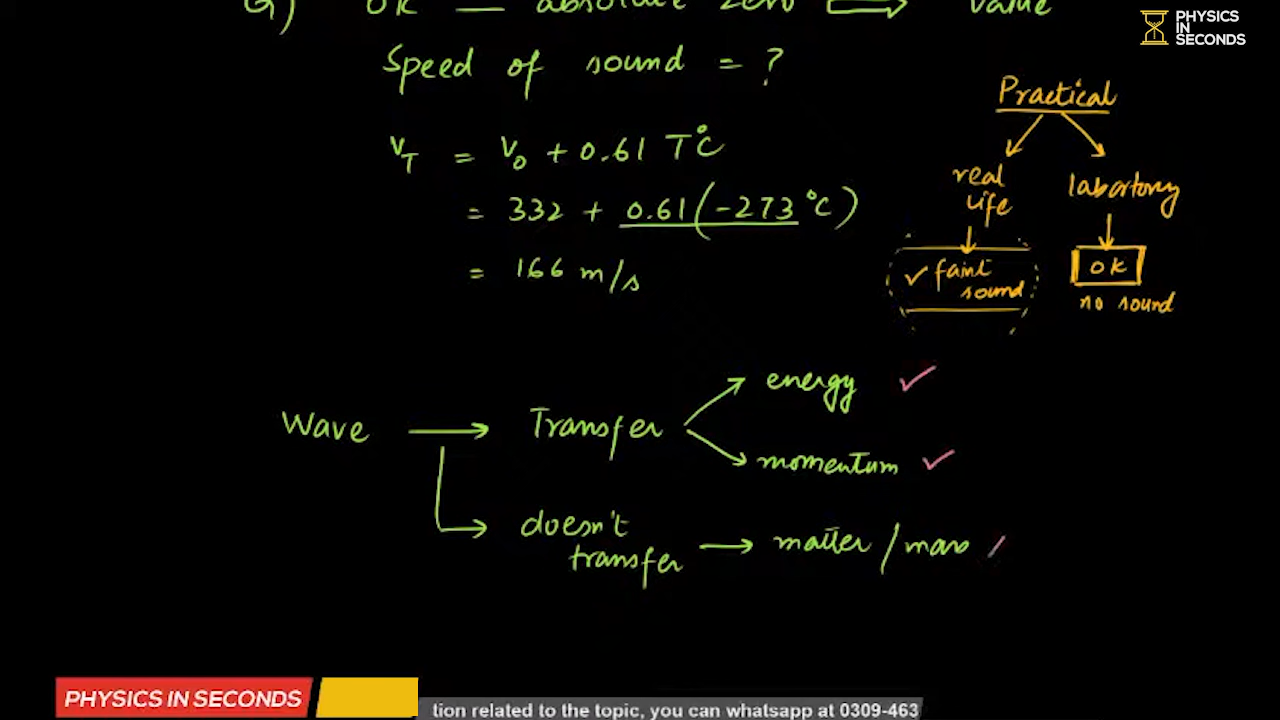 Q) 0K — absolute zero ⟹ value
Speed of sound = ?
v_T = v_0 + 0.61 T°C
= 332 + 0.61(-273°C)
= 166 m/s
PHYSICS
IN
SECONDS
Practical
real
life
labortory
✓ faint
sound
0K
no sound
Wave → Transfer
energy ✓
momentum ✓
doesn't
transfer → matter / mass /
PHYSICS IN SECONDS
tion related to the topic, you can whatsapp at 0309-463